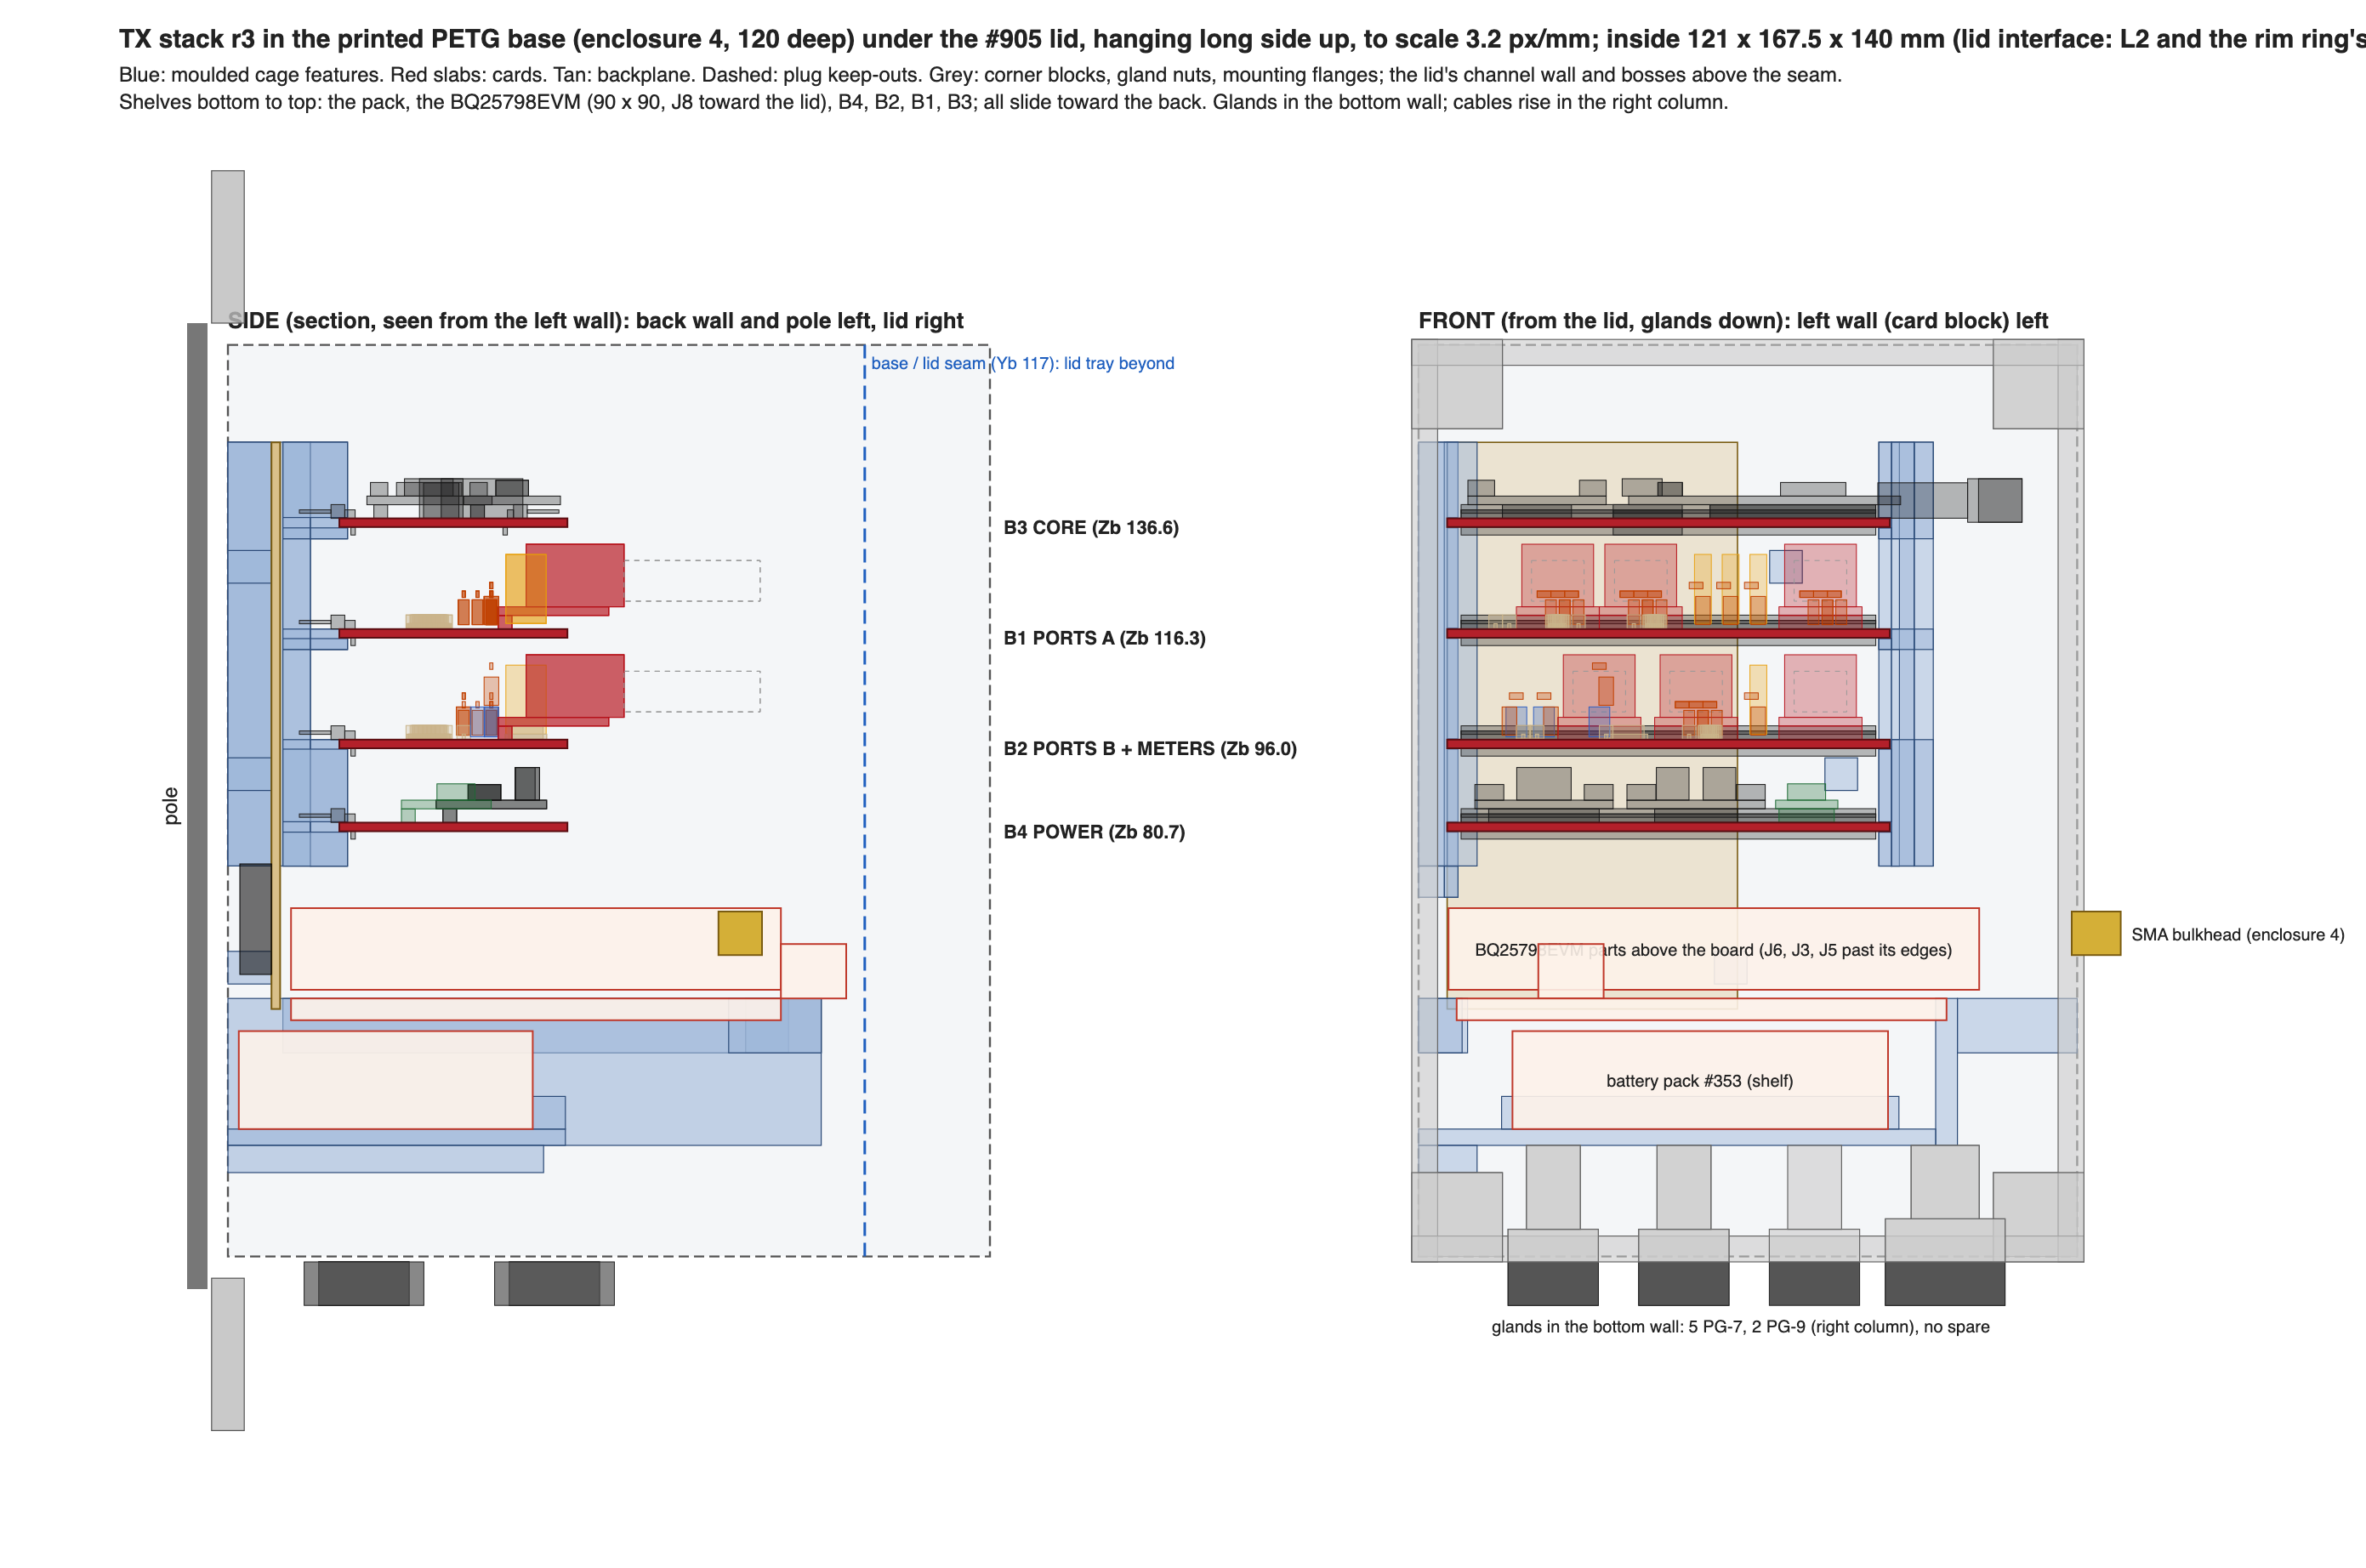 TX stack r3 in the printed PETG base (enclosure 4, 120 deep) under the #905 lid, hanging long side up, to scale 3.2 px/mm; inside 121 x 167.5 x 140 mm (lid interface: L2 and the rim ring's
Blue: moulded cage features. Red slabs: cards. Tan: backplane. Dashed: plug keep-outs. Grey: corner blocks, gland nuts, mounting flanges; the lid's channel wall and bosses above the seam.
Shelves bottom to top: the pack, the BQ25798EVM (90 x 90, J8 toward the lid), B4, B2, B1, B3; all slide toward the back. Glands in the bottom wall; cables rise in the right column.
SIDE (section, seen from the left wall): back wall and pole left, lid right
FRONT (from the lid, glands down): left wall (card block) left
base / lid seam (Yb 117): lid tray beyond
B3 CORE (Zb 136.6)
B1 PORTS A (Zb 116.3)
B2 PORTS B + METERS (Zb 96.0)
pole
B4 POWER (Zb 80.7)
SMA bulkhead (enclosure 4)
BQ25798EVM parts above the board (J6, J3, J5 past its edges)
battery pack #353 (shelf)
glands in the bottom wall: 5 PG-7, 2 PG-9 (right column), no spare